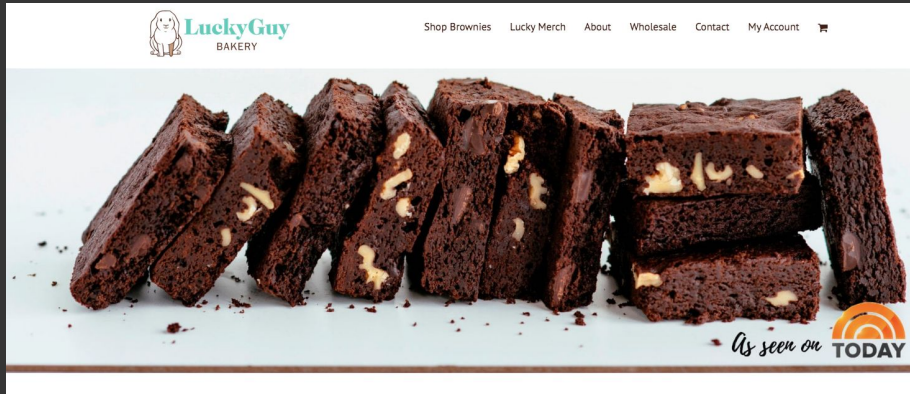 LuckyGuy
BAKERY
Shop Brownies Lucky Merch About Wholesale Contact My Account
As seen on TODAY